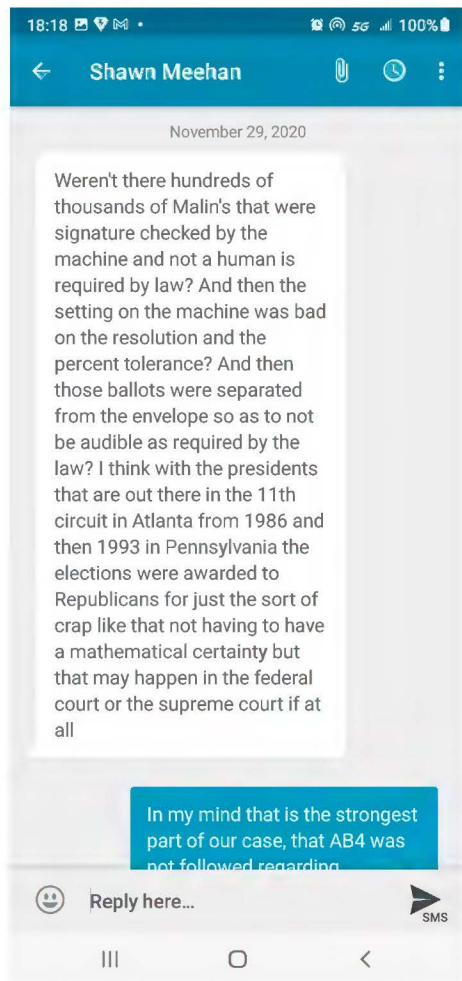 18:18
5G 100%
Shawn Meehan
November 29, 2020
Weren't there hundreds of
thousands of Malin's that were
signature checked by the
machine and not a human is
required by law? And then the
setting on the machine was bad
on the resolution and the
percent tolerance? And then
those ballots were separated
from the envelope so as to not
be audible as required by the
law? I think with the presidents
that are out there in the 11th
circuit in Atlanta from 1986 and
then 1993 in Pennsylvania the
elections were awarded to
Republicans for just the sort of
crap like that not having to have
a mathematical certainty but
that may happen in the federal
court or the supreme court if at
all
In my mind that is the strongest
part of our case, that AB4 was
not followed regarding
Reply here...
SMS